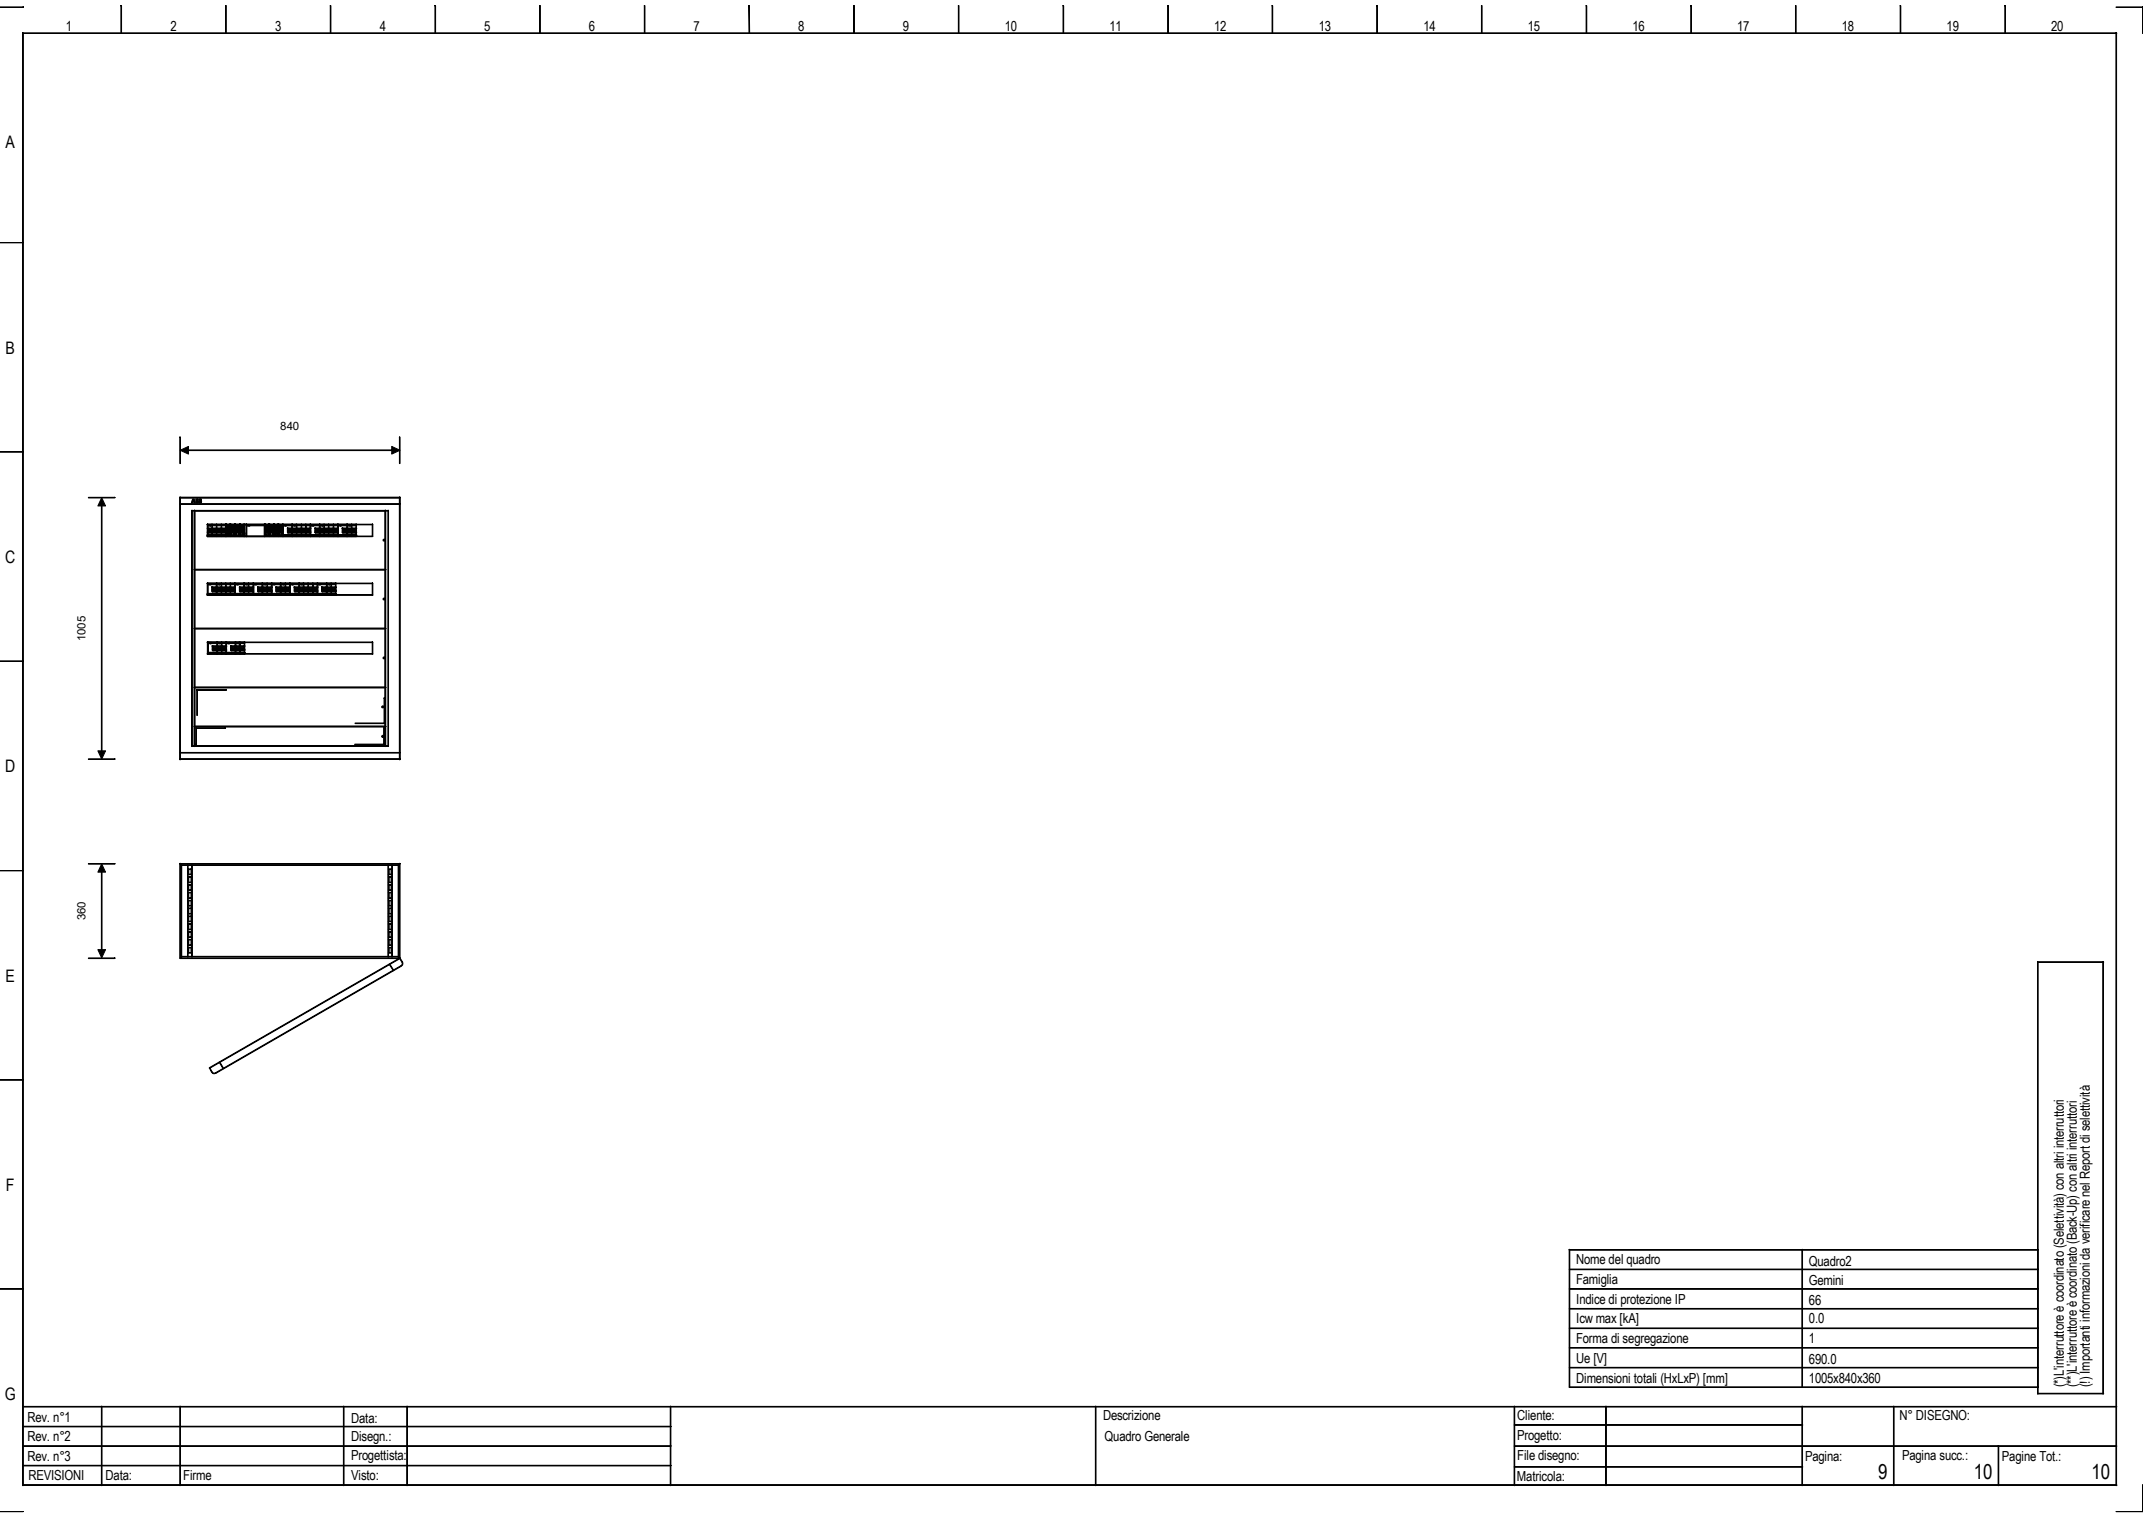 1 2 3 4 5 6 7 8 9 10 11 12 13 14 15 16 17 18 19 20
A
B
C
D
E
F
G
840
1005
360
(*)L'interruttore è coordinato (Selettività) con altri interruttori
(**)L'interruttore è coordinato (Back-Up) con altri interruttori
(!) Importanti informazioni da verificare nel Report di selettività
Nome del quadro Quadro2
Famiglia Gemini
Indice di protezione IP 66
Icw max [kA] 0.0
Forma di segregazione 1
Ue [V] 690.0
Dimensioni totali (HxLxP) [mm] 1005x840x360
Rev. n°1 Data:
Rev. n°2 Disegn.:
Rev. n°3 Progettista:
REVISIONI Data: Firme Visto:
Descrizione
Quadro Generale
Cliente:
Progetto:
File disegno:
Matricola:
N° DISEGNO:
Pagina: 9
Pagina succ.: 10
Pagine Tot.: 10